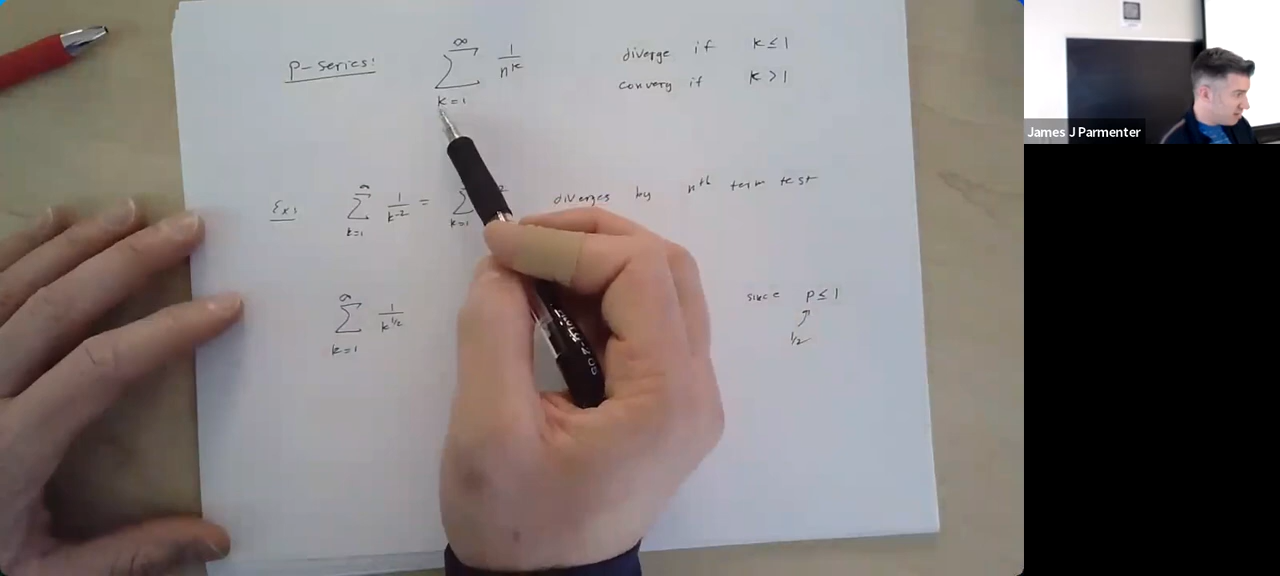 p-series: ∞ ∑ k=1 1/n^k diverge if k ≤ 1
converg if k > 1
Ex: ∞ ∑ k=1 1/k^-2 = ∑ k=1 2 diverges by nth term test
∞ ∑ k=1 1/k^1/2 since p ≤ 1
1/2
James J Parmenter